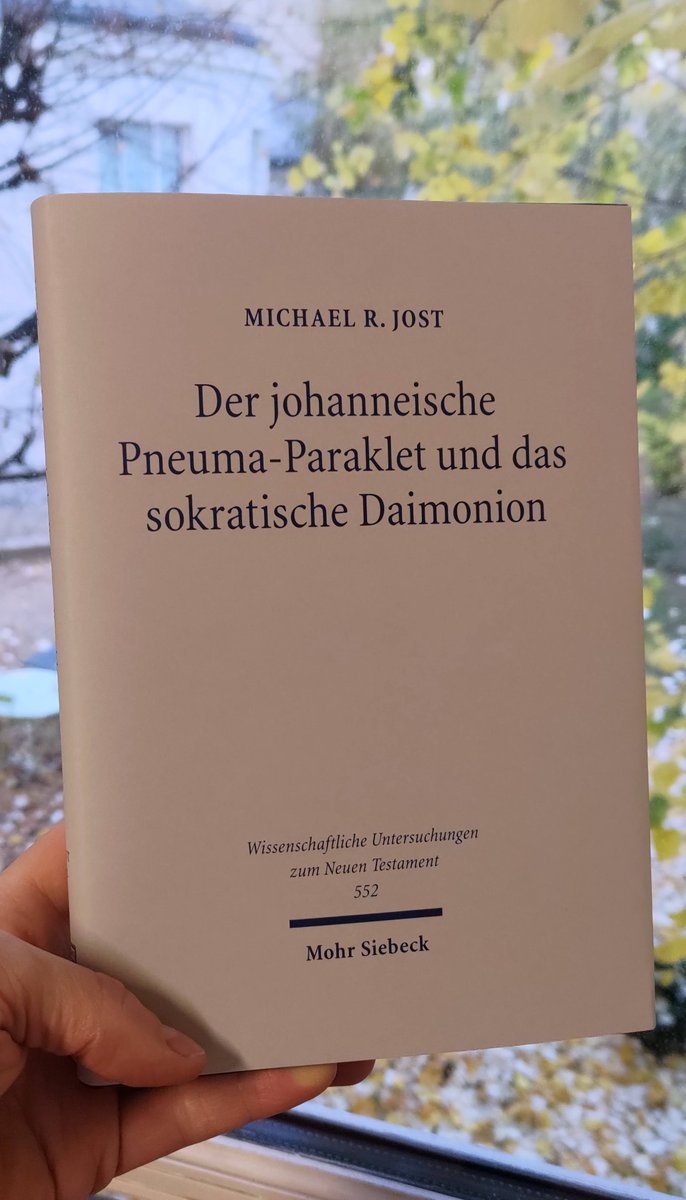 MICHAEL R. JOST
Der johanneische
Pneuma-Paraklet und das
sokratische Daimonion
Wissenschaftliche Untersuchungen
zum Neuen Testament
552
Mohr Siebeck